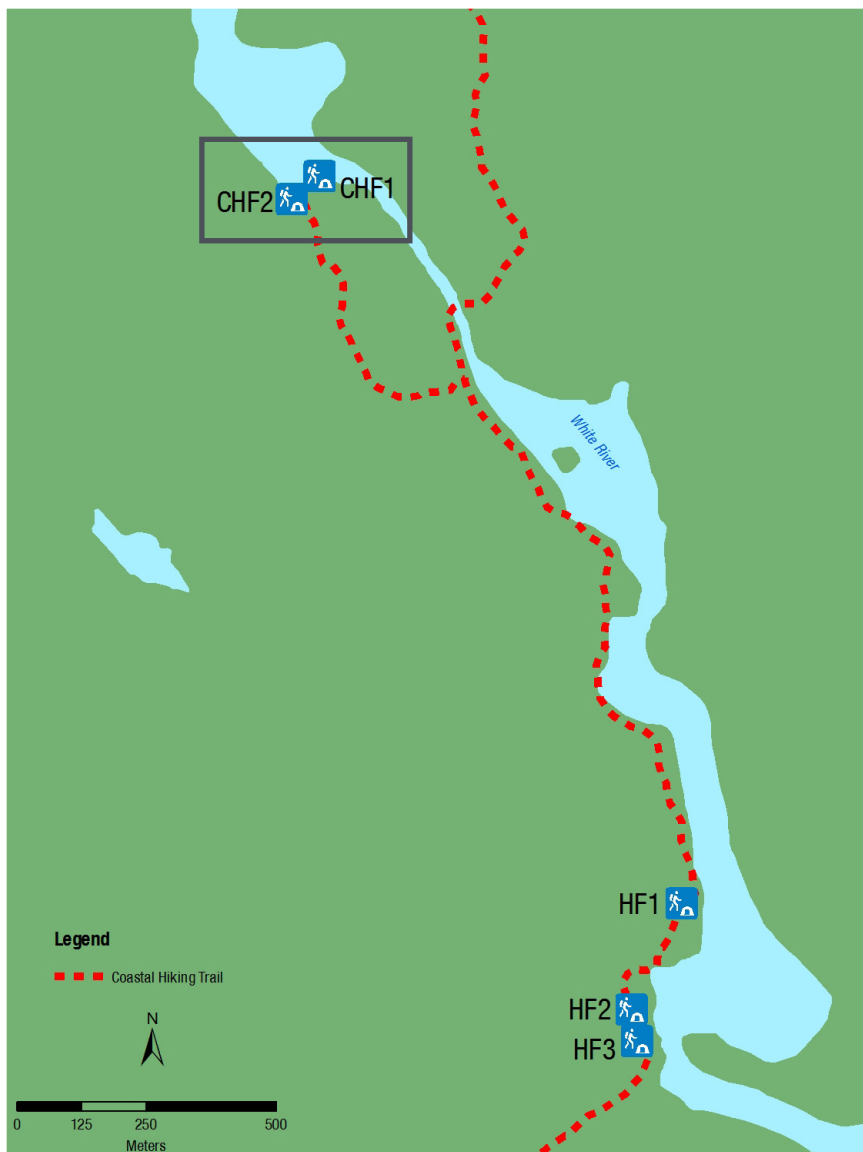 CHF1
CHF2
White River
HF1
HF2
HF3
Legend
Coastal Hiking Trail
N
0 125 250 500
Meters